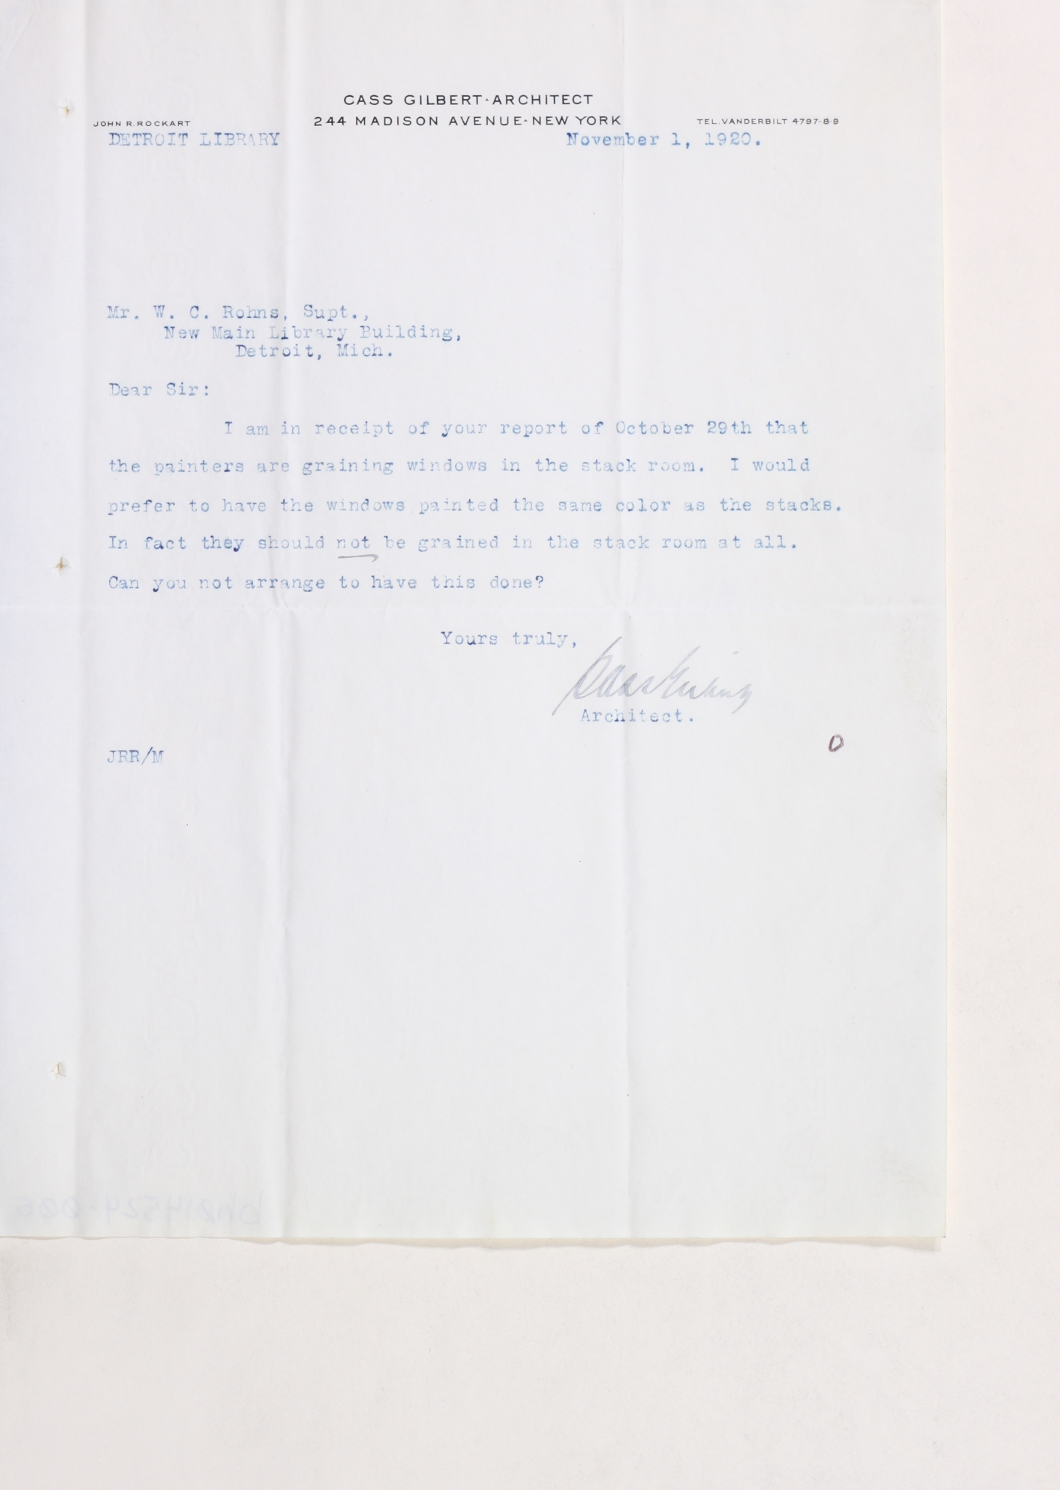 CASS GILBERT·ARCHITECT
JOHN R. ROCKART
244 MADISON AVENUE·NEW YORK
TEL. VANDERBILT 4797-8-9
DETROIT LIBRARY
November 1, 1920.
Mr. W. C. Rohns, Supt.,
New Main Library Building,
Detroit, Mich.
Dear Sir:
I am in receipt of your report of October 29th that
the painters are graining windows in the stack room. I would
prefer to have the windows painted the same color as the stacks.
In fact they should not be grained in the stack room at all.
Can you not arrange to have this done?
Yours truly,
Cass Gilbert
Architect.
JRR/M